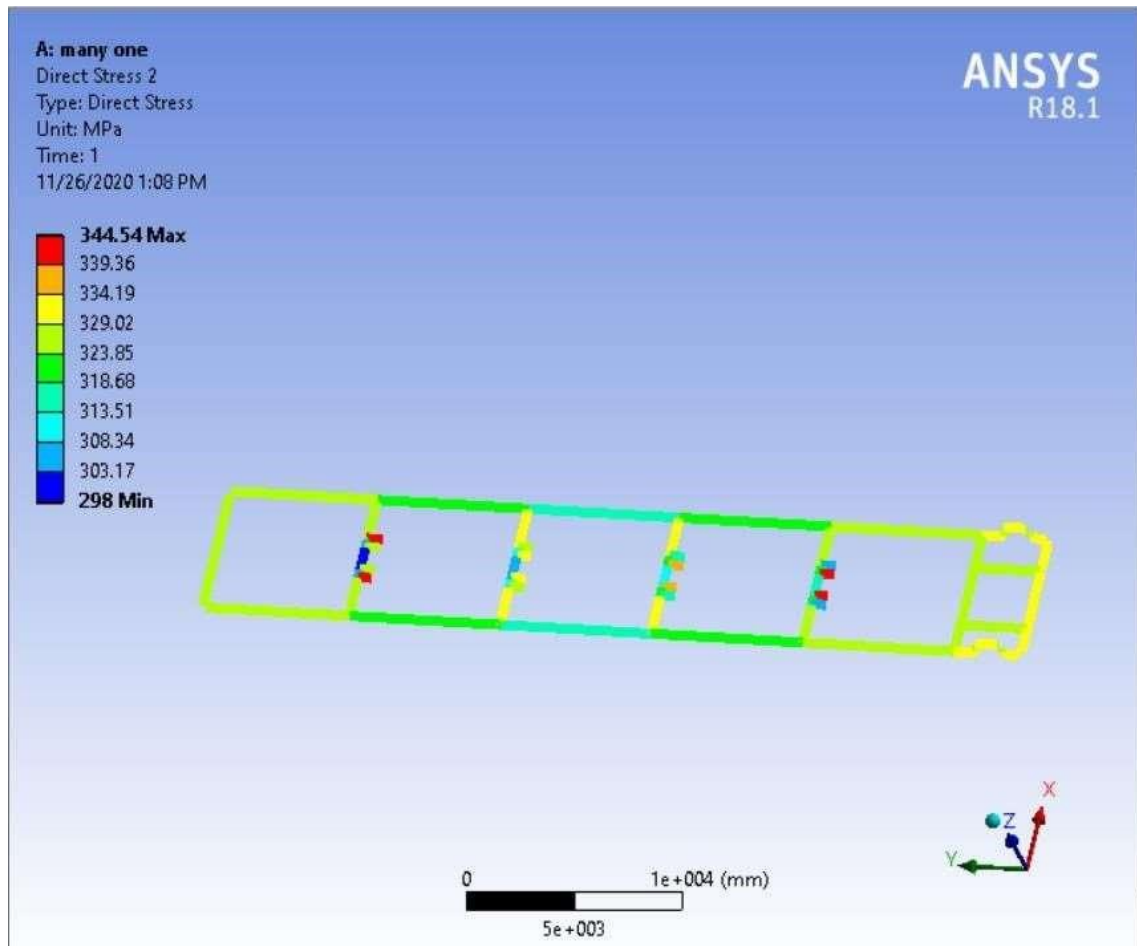 A: many one
Direct Stress 2
Type: Direct Stress
Unit: MPa
Time: 1
11/26/2020 1:08 PM
ANSYS
R18.1
344.54 Max
339.36
334.19
329.02
323.85
318.68
313.51
308.34
303.17
298 Min
X
Z
Y
0
1e+004 (mm)
5e+003